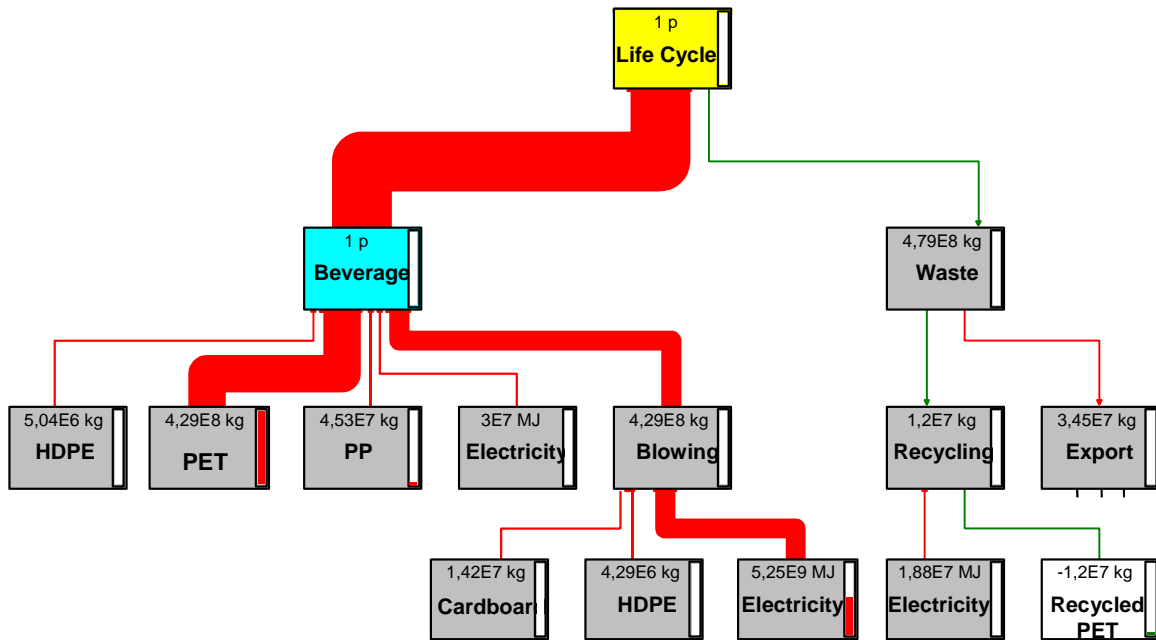 1 p
Life Cycle
1 p
Beverage
4,79E8 kg
Waste
5,04E6 kg
HDPE
4,29E8 kg
PET
4,53E7 kg
PP
3E7 MJ
Electricity
4,29E8 kg
Blowing
1,2E7 kg
Recycling
3,45E7 kg
Export
1,42E7 kg
Cardboard
4,29E6 kg
HDPE
5,25E9 MJ
Electricity
1,88E7 MJ
Electricity
-1,2E7 kg
Recycled
PET